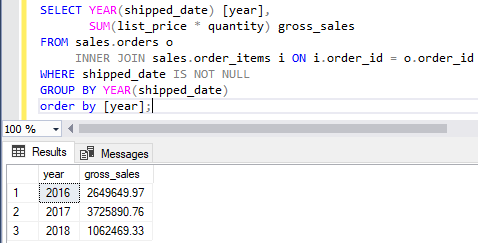 SELECT YEAR(shipped_date) [year],
SUM(list_price * quantity) gross_sales
FROM sales.orders o
INNER JOIN sales.order_items i ON i.order_id = o.order_id
WHERE shipped_date IS NOT NULL
GROUP BY YEAR(shipped_date)
order by [year];
100 %
Results Messages
year gross_sales
1 2016 2649649.97
2 2017 3725890.76
3 2018 1062469.33